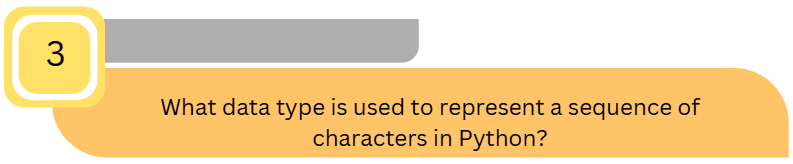 3
What data type is used to represent a sequence of
characters in Python?